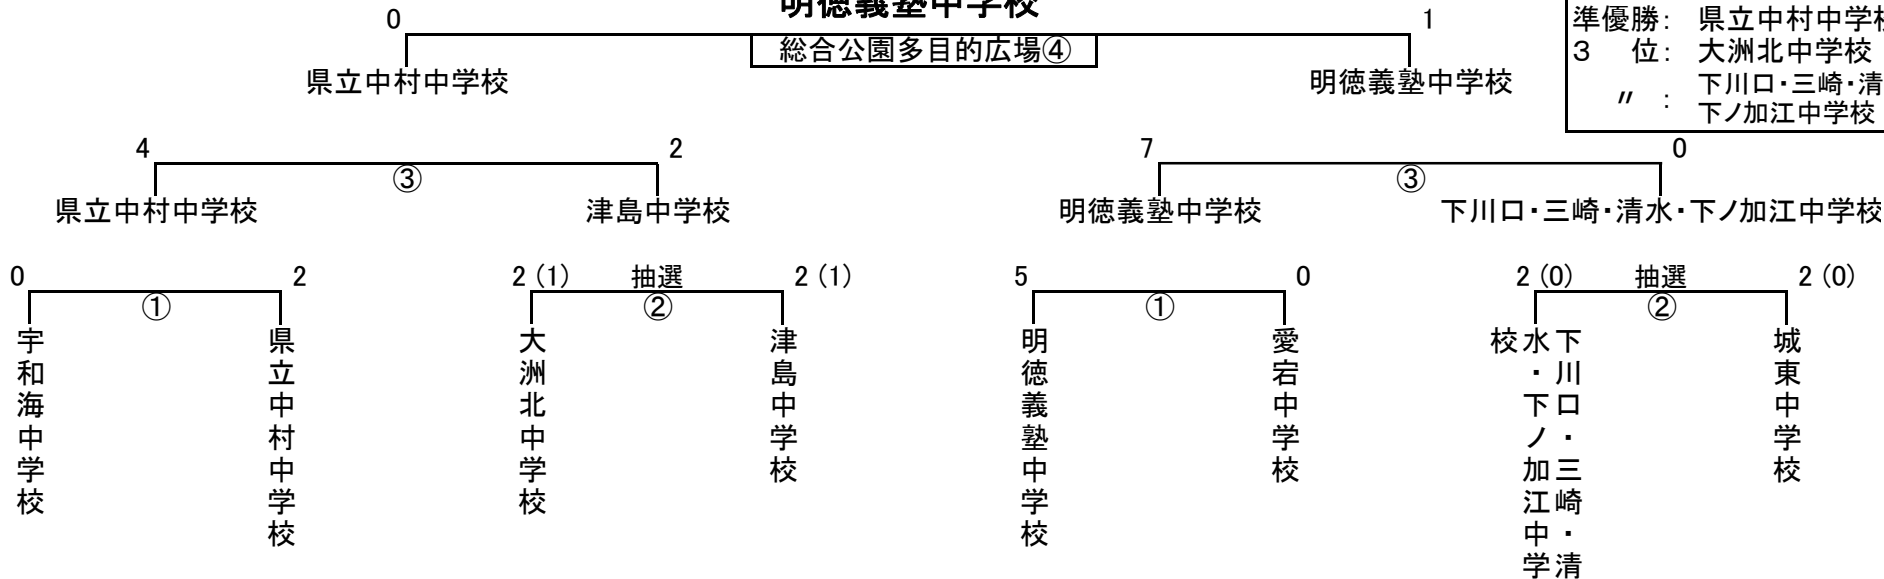 明徳義塾中学校
0 1
総合公園多目的広場④
県立中村中学校 明徳義塾中学校
準優勝: 県立中村中学校
3 位: 大洲北中学校
〃 : 下川口・三崎・清
下ノ加江中学校
4 2 7 0
③ ③
県立中村中学校 津島中学校 明徳義塾中学校 下川口・三崎・清水・下ノ加江中学校
0 2 2 (1) 抽選 2 (1) 5 0 2 (0) 抽選 2 (0)
① ② ① ②
宇和海中学校
県立中村中学校
大洲北中学校
津島中学校
明徳義塾中学校
愛宕中学校
下川口・三崎・清
水・下ノ加江中学
校
城東中学校